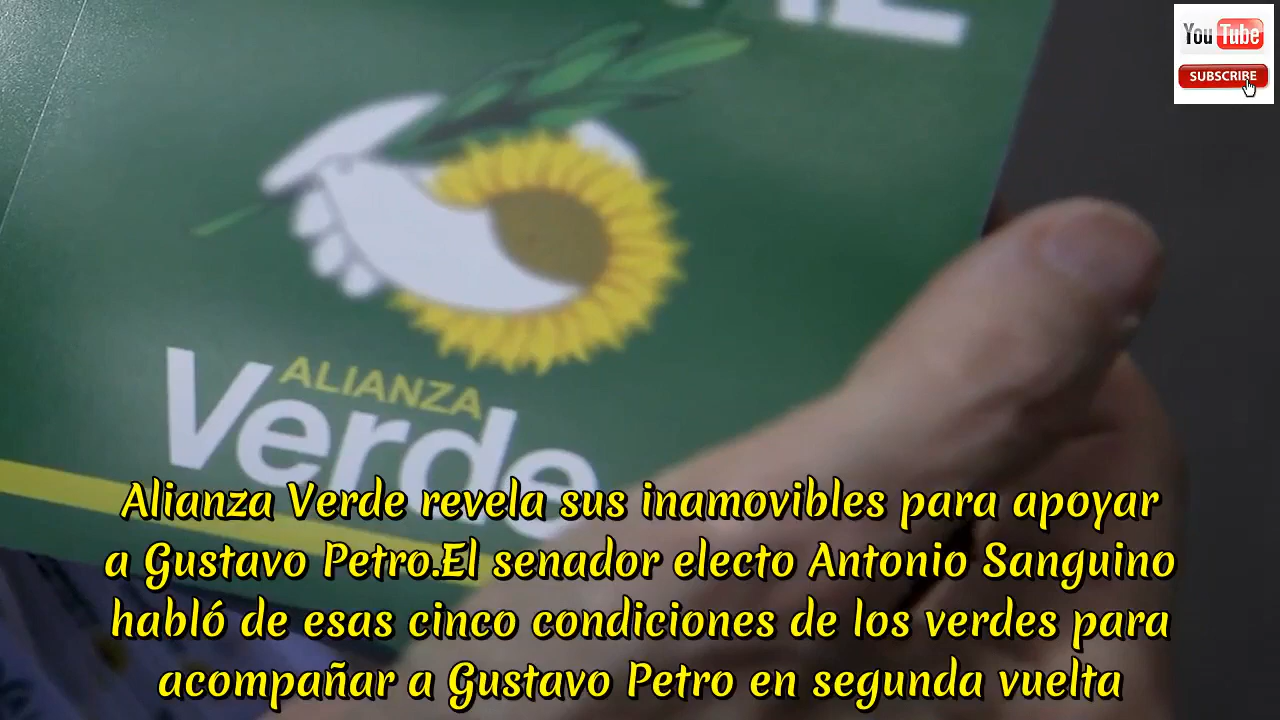 You Tube
SUBSCRIBE
ALIANZA
Verde
Alianza Verde revela sus inamovibles para apoyar
a Gustavo Petro.El senador electo Antonio Sanguino
habló de esas cinco condiciones de los verdes para
acompañar a Gustavo Petro en segunda vuelta